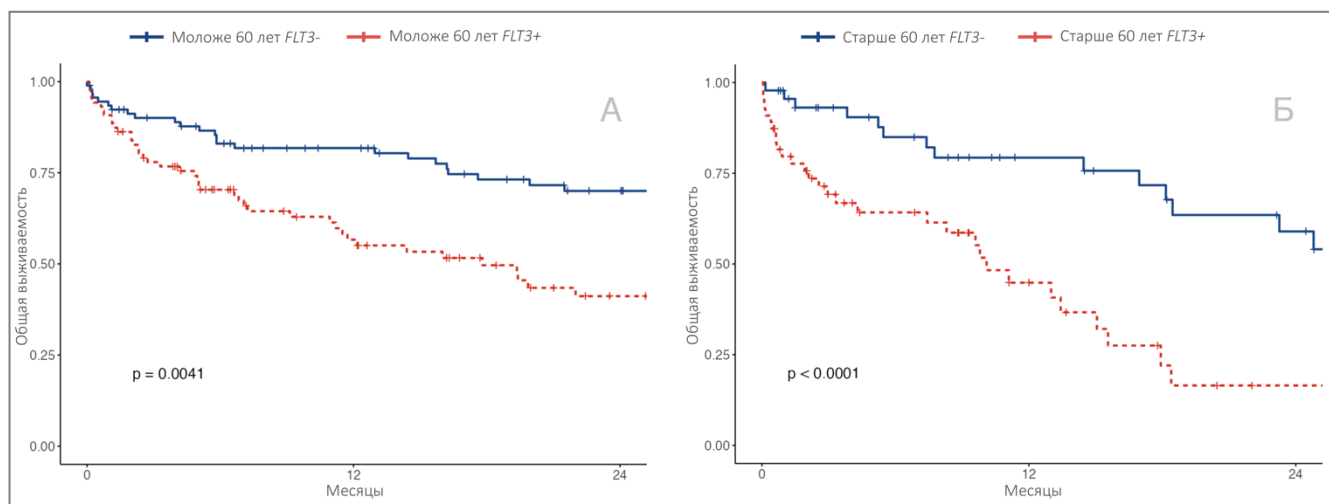 Моложе 60 лет FLT3- Моложе 60 лет FLT3+
А
Общая выживаемость
1.00
0.75
0.50
0.25
0.00
p = 0.0041
0 12 24
Месяцы
Старше 60 лет FLT3- Старше 60 лет FLT3+
Б
Общая выживаемость
1.00
0.75
0.50
0.25
0.00
p < 0.0001
0 12 24
Месяцы